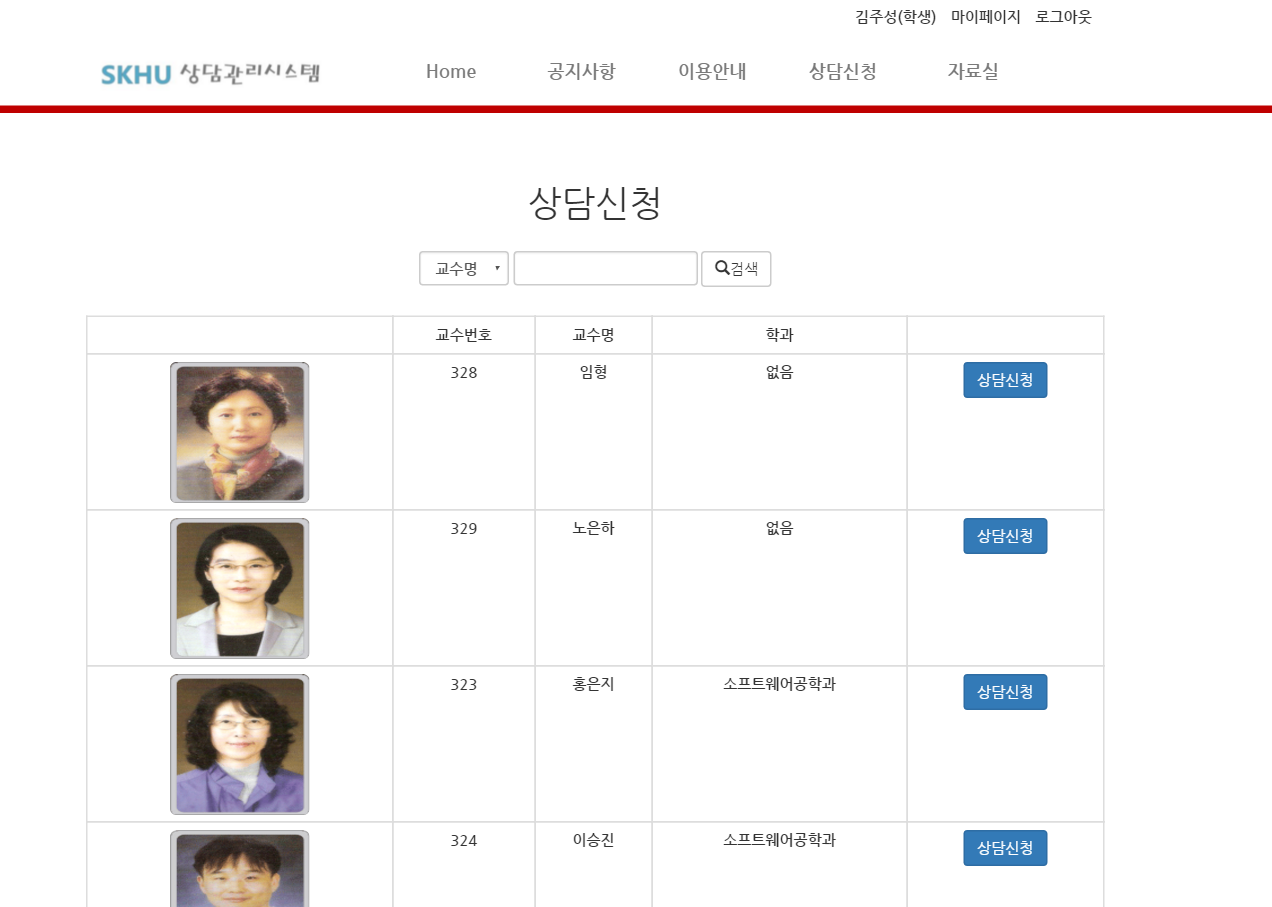 김주성(학생) 마이페이지 로그아웃
SKHU 상담관리시스템 Home 공지사항 이용안내 상담신청 자료실
상담신청
교수명 검색
교수번호 교수명 학과
328 임형 없음 상담신청
329 노은하 없음 상담신청
323 홍은지 소프트웨어공학과 상담신청
324 이승진 소프트웨어공학과 상담신청